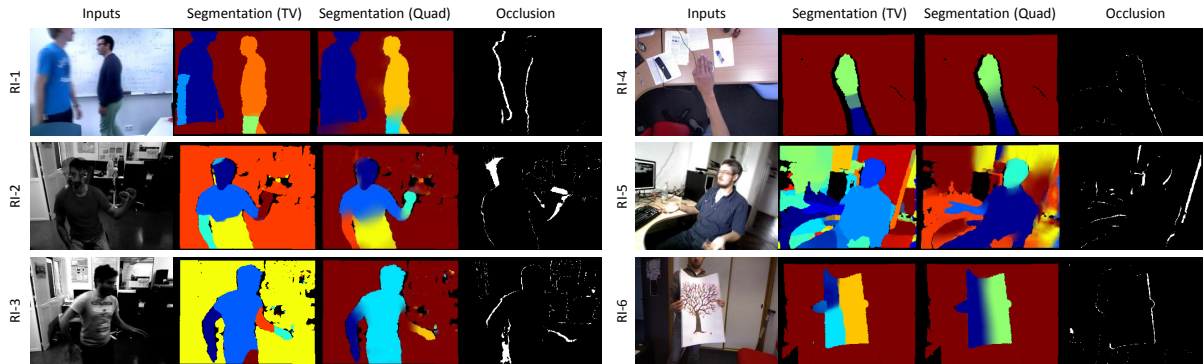 Inputs Segmentation (TV) Segmentation (Quad) Occlusion Inputs Segmentation (TV) Segmentation (Quad) Occlusion
RI-1 RI-4
RI-2 RI-5
RI-3 RI-6